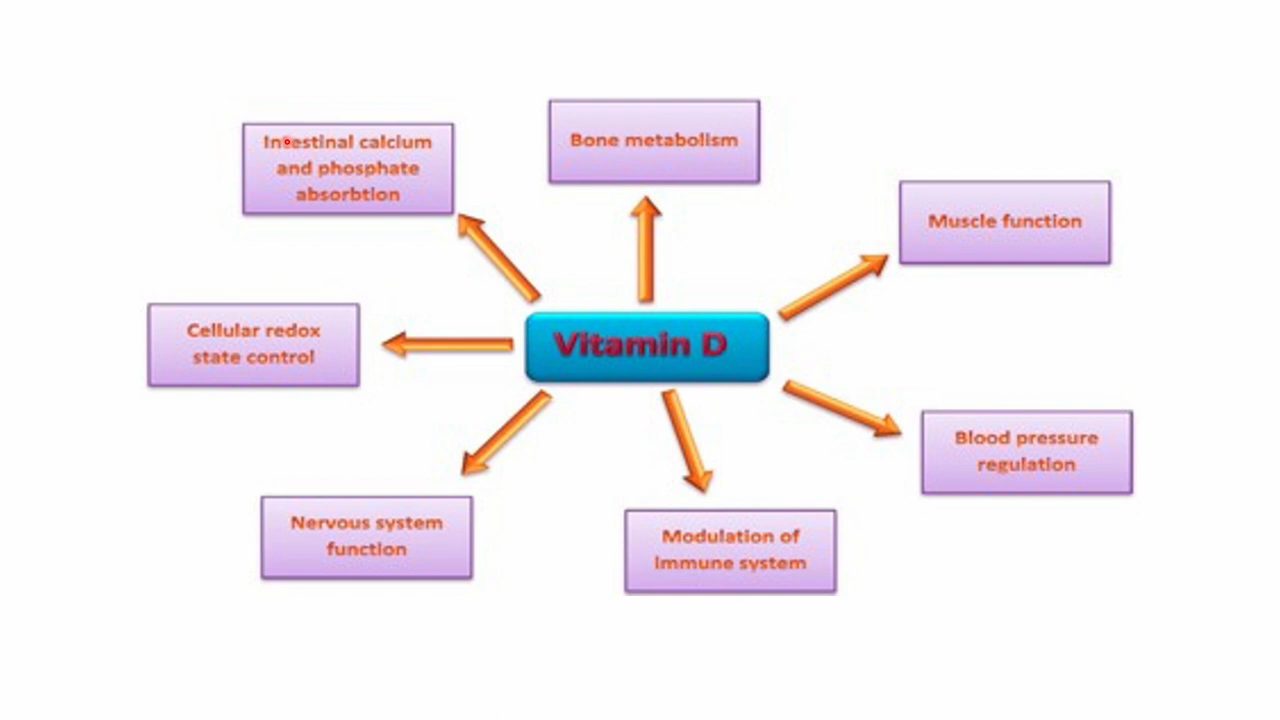 Intestinal calcium
and phosphate
absorbtion
Bone metabolism
Muscle function
Cellular redox
state control
Vitamin D
Blood pressure
regulation
Nervous system
function
Modulation of
immune system